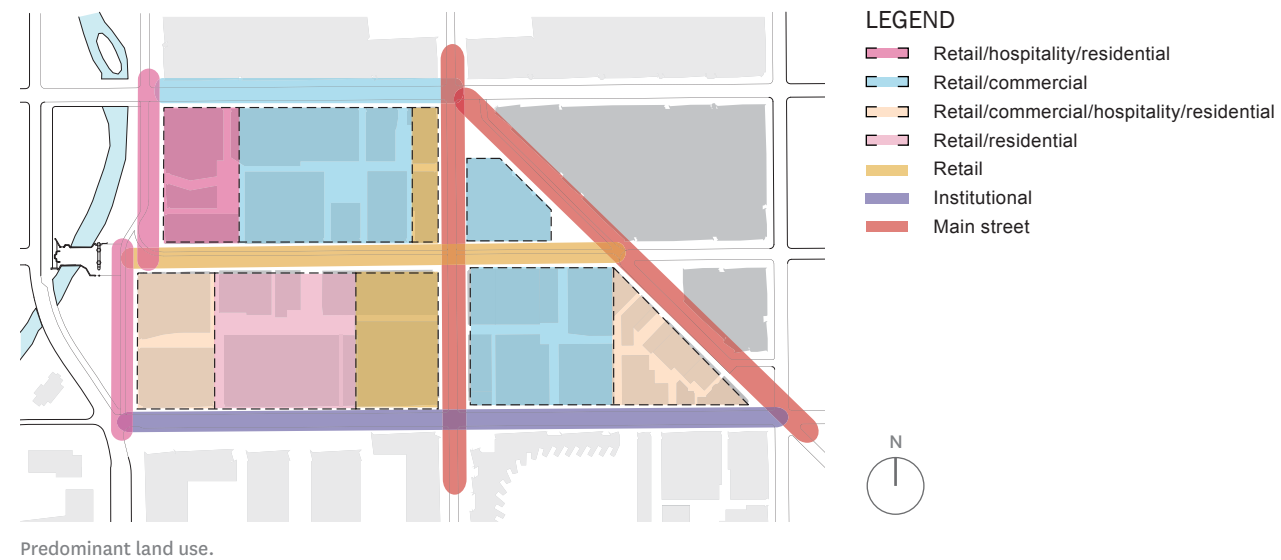 LEGEND
Retail/hospitality/residential
Retail/commercial
Retail/commercial/hospitality/residential
Retail/residential
Retail
Institutional
Main street
N
Predominant land use.